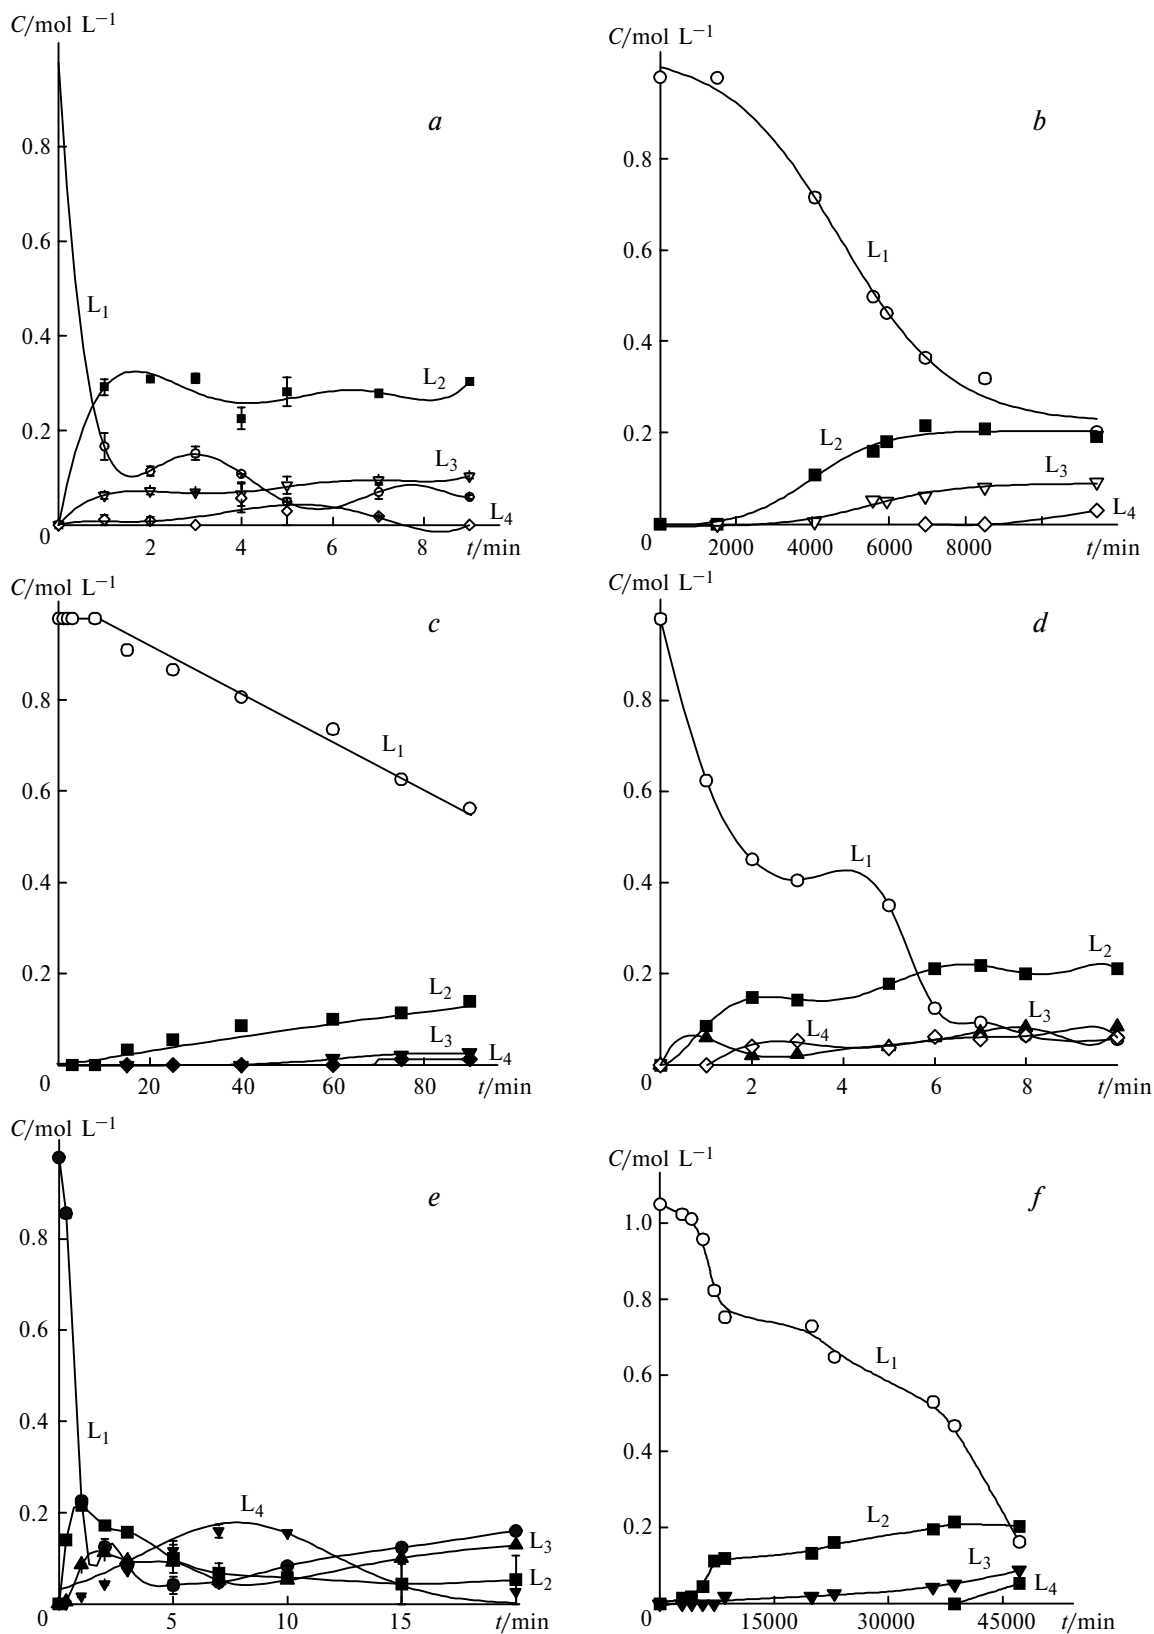 C/mol L⁻¹
a
0.8
0.6
L₁
0.4
L₂
0.2
L₃
L₄
0
2 4 6 8 t/min
C/mol L⁻¹
b
0.8
0.6
L₁
0.4
L₂
0.2
L₃
L₄
0 2000 4000 6000 8000 t/min
C/mol L⁻¹
c
0.8
L₁
0.6
0.4
0.2
L₂
L₃
L₄
0 20 40 60 80 t/min
C/mol L⁻¹
d
0.8
0.6
L₁
0.4
L₂
0.2
L₃
L₄
0 2 4 6 8 t/min
C/mol L⁻¹
e
0.8
0.6
0.4
L₁
L₄
0.2
L₃
L₂
0 5 10 15 t/min
C/mol L⁻¹
f
1.0
0.8
L₁
0.6
0.4
L₂
0.2
L₃
L₄
0 15000 30000 45000 t/min